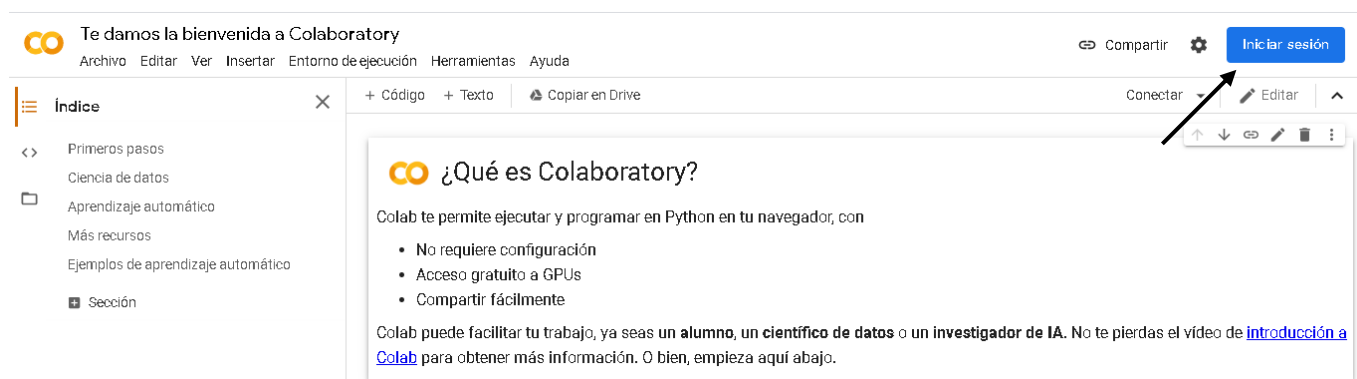 Te damos la bienvenida a Colaboratory
Archivo Editar Ver Insertar Entorno de ejecución Herramientas Ayuda
Compartir
Iniciar sesión
Índice
+ Código + Texto Copiar en Drive
Conectar
Editar
Primeros pasos
Ciencia de datos
Aprendizaje automático
Más recursos
Ejemplos de aprendizaje automático
Sección
¿Qué es Colaboratory?
Colab te permite ejecutar y programar en Python en tu navegador, con
• No requiere configuración
• Acceso gratuito a GPUs
• Compartir fácilmente
Colab puede facilitar tu trabajo, ya seas un alumno, un científico de datos o un investigador de IA. No te pierdas el vídeo de introducción a
Colab para obtener más información. O bien, empieza aquí abajo.